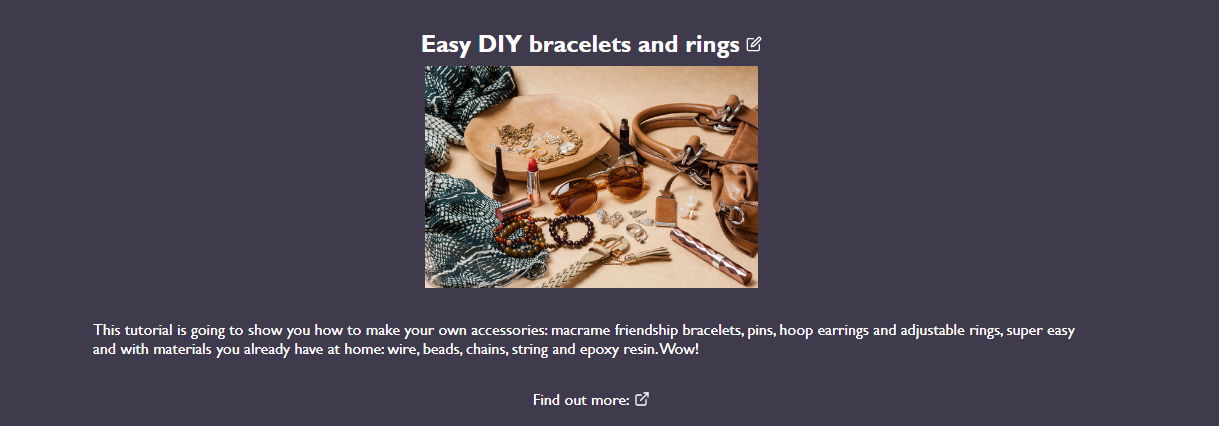 Easy DIY bracelets and rings
This tutorial is going to show you how to make your own accessories: macrame friendship bracelets, pins, hoop earrings and adjustable rings, super easy
and with materials you already have at home: wire, beads, chains, string and epoxy resin. Wow!
Find out more: